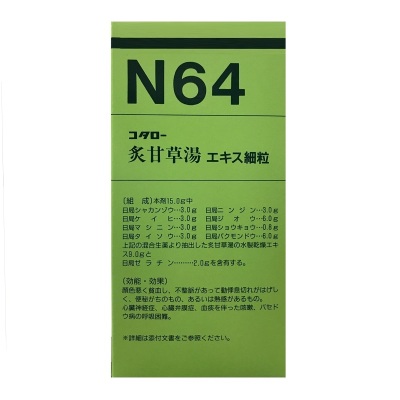 N64
コタロー
炙甘草湯 エキス細粒
〔組　成〕本剤15.0g中
日局シャカンゾウ…3.0g 日局ニンジン…3.0g
日局ケイヒ…3.0g 日局ジオウ…6.0g
日局マシニン…3.0g 日局ショウキョウ…0.8g
日局タイソウ…3.0g 日局バクモンドウ…6.0g
上記の混合生薬より抽出した炙甘草湯の水製乾燥エキ
ス9.0gと
日局ゼラチン………2.0gを含有する。
〔効能・効果〕
顔色悪く貧血し、不整脈があって動悸息切れがはげし
く、便秘がちのもの、あるいは熱感があるもの。
心臓神経症、心臓弁膜症、血痰を伴った咳嗽、バセド
ウ病の呼吸困難。
※詳細は添付文書をご参照ください。